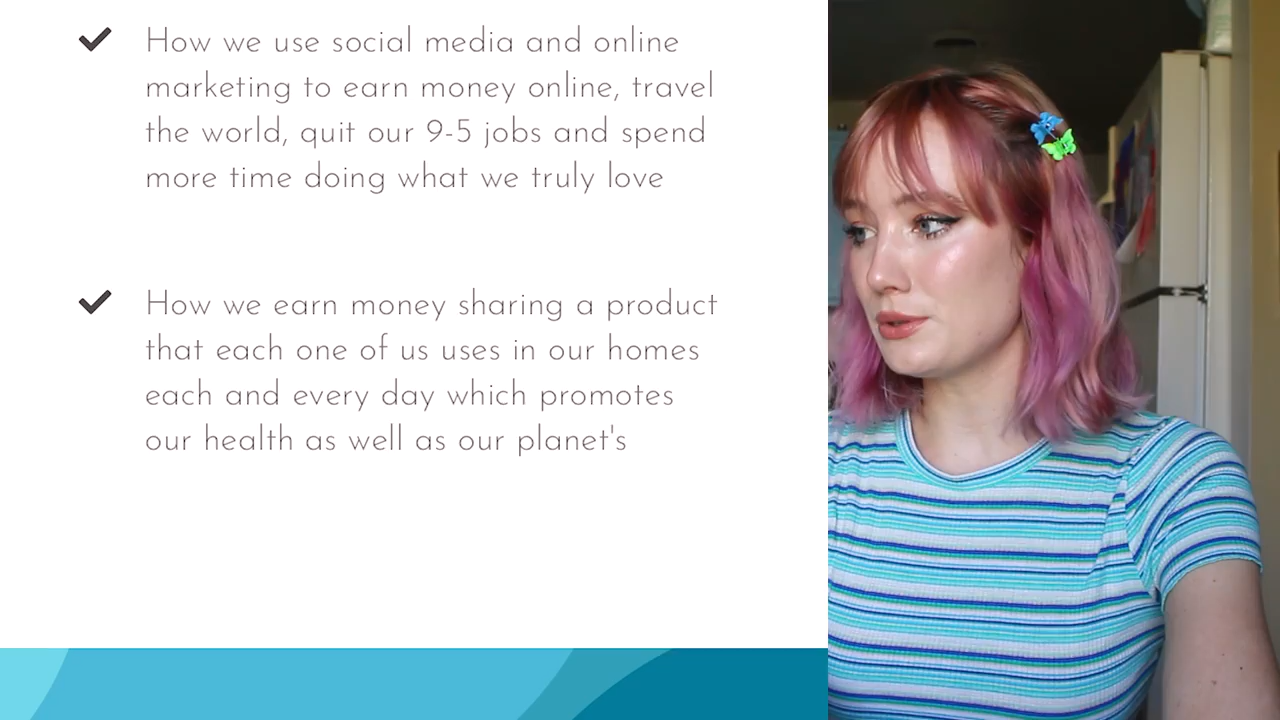 How we use social media and online
marketing to earn money online, travel
the world, quit our 9-5 jobs and spend
more time doing what we truly love
How we earn money sharing a product
that each one of us uses in our homes
each and every day which promotes
our health as well as our planet's